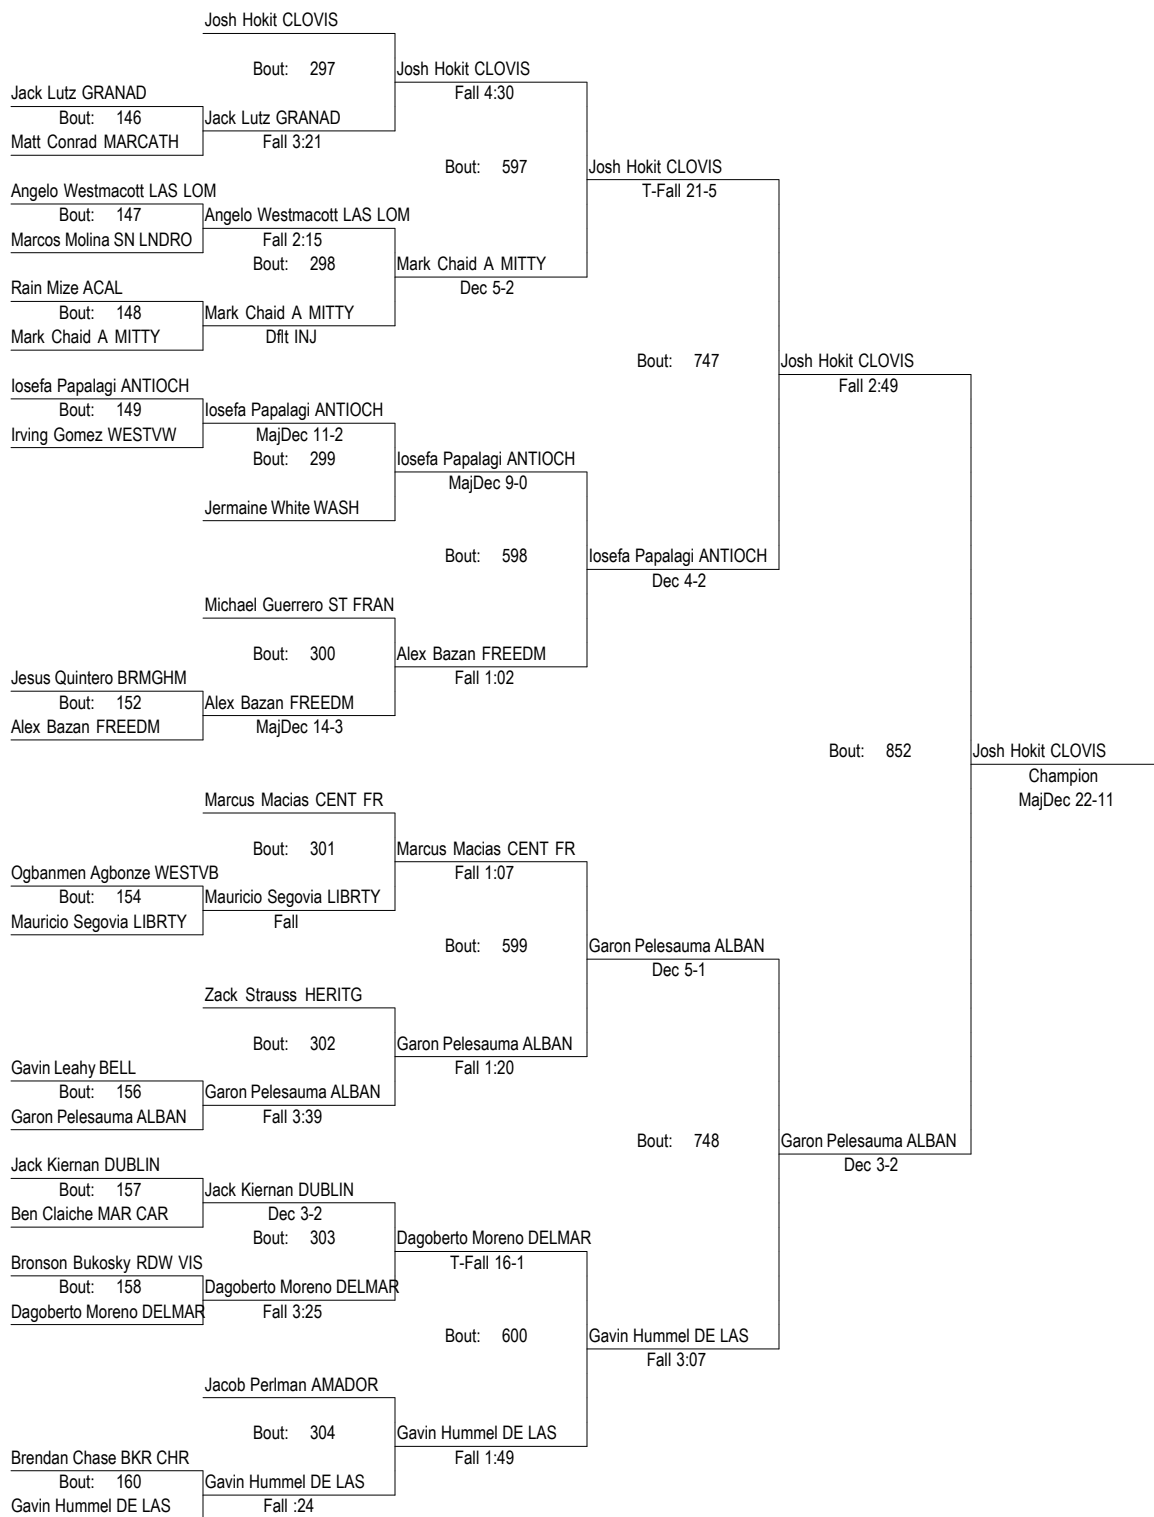 Josh Hokit CLOVIS
Bout: 297
Josh Hokit CLOVIS
Fall 4:30
Jack Lutz GRANAD
Bout: 146
Jack Lutz GRANAD
Matt Conrad MARCATH
Fall 3:21
Bout: 597
Josh Hokit CLOVIS
T-Fall 21-5
Angelo Westmacott LAS LOM
Bout: 147
Angelo Westmacott LAS LOM
Marcos Molina SN LNDRO
Fall 2:15
Bout: 298
Mark Chaid A MITTY
Dec 5-2
Rain Mize ACAL
Bout: 148
Mark Chaid A MITTY
Mark Chaid A MITTY
Dflt INJ
Bout: 747
Josh Hokit CLOVIS
Fall 2:49
Iosefa Papalagi ANTIOCH
Bout: 149
Iosefa Papalagi ANTIOCH
Irving Gomez WESTVW
MajDec 11-2
Bout: 299
Iosefa Papalagi ANTIOCH
MajDec 9-0
Jermaine White WASH
Bout: 598
Iosefa Papalagi ANTIOCH
Dec 4-2
Michael Guerrero ST FRAN
Bout: 300
Alex Bazan FREEDM
Fall 1:02
Jesus Quintero BRMGHM
Bout: 152
Alex Bazan FREEDM
Alex Bazan FREEDM
MajDec 14-3
Bout: 852
Josh Hokit CLOVIS
Champion
MajDec 22-11
Marcus Macias CENT FR
Bout: 301
Marcus Macias CENT FR
Fall 1:07
Ogbanmen Agbonze WESTVB
Bout: 154
Mauricio Segovia LIBRTY
Mauricio Segovia LIBRTY
Fall
Bout: 599
Garon Pelesauma ALBAN
Dec 5-1
Zack Strauss HERITG
Bout: 302
Garon Pelesauma ALBAN
Fall 1:20
Gavin Leahy BELL
Bout: 156
Garon Pelesauma ALBAN
Garon Pelesauma ALBAN
Fall 3:39
Bout: 748
Garon Pelesauma ALBAN
Dec 3-2
Jack Kiernan DUBLIN
Bout: 157
Jack Kiernan DUBLIN
Ben Claiche MAR CAR
Dec 3-2
Bout: 303
Dagoberto Moreno DELMAR
T-Fall 16-1
Bronson Bukosky RDW VIS
Bout: 158
Dagoberto Moreno DELMAR
Dagoberto Moreno DELMAR
Fall 3:25
Bout: 600
Gavin Hummel DE LAS
Fall 3:07
Jacob Perlman AMADOR
Bout: 304
Gavin Hummel DE LAS
Fall 1:49
Brendan Chase BKR CHR
Bout: 160
Gavin Hummel DE LAS
Gavin Hummel DE LAS
Fall :24